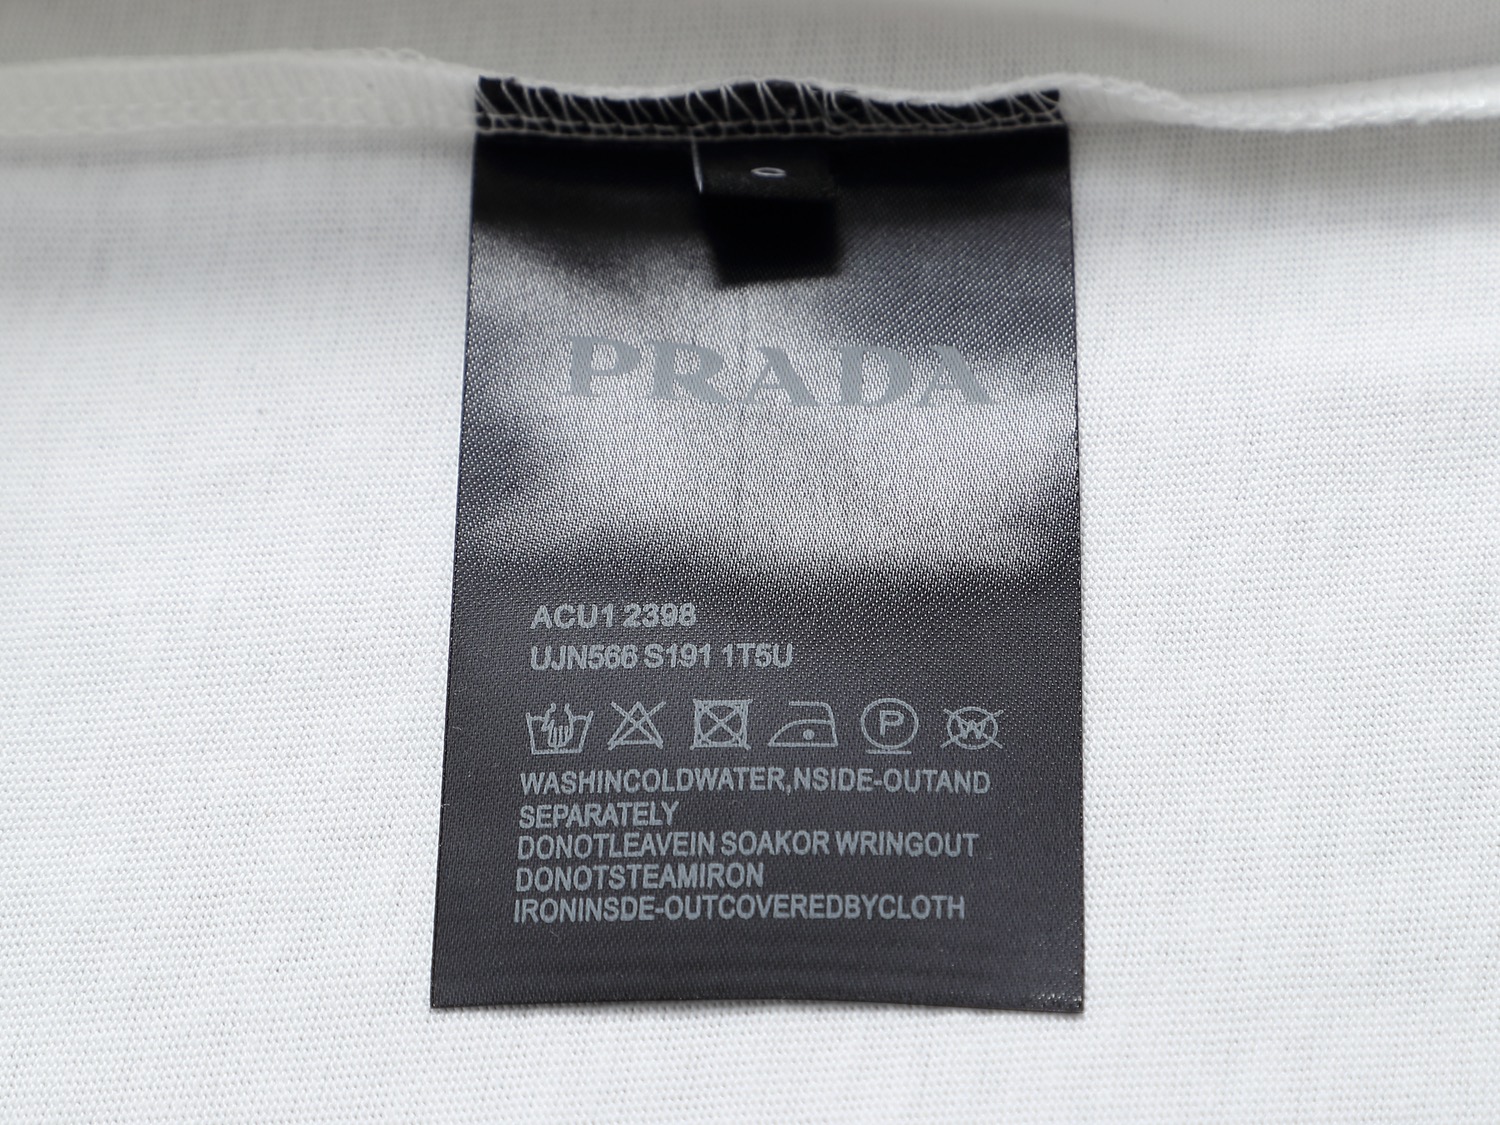 PRADA
ACU1 2398
UJN566 S191 1T5U
P W
WASHINCOLDWATER,NSIDE-OUTAND
SEPARATELY
DONOTLEAVEIN SOAKOR WRINGOUT
DONOTSTEAMIRON
IRONINSDE-OUTCOVEREDBYCLOTH